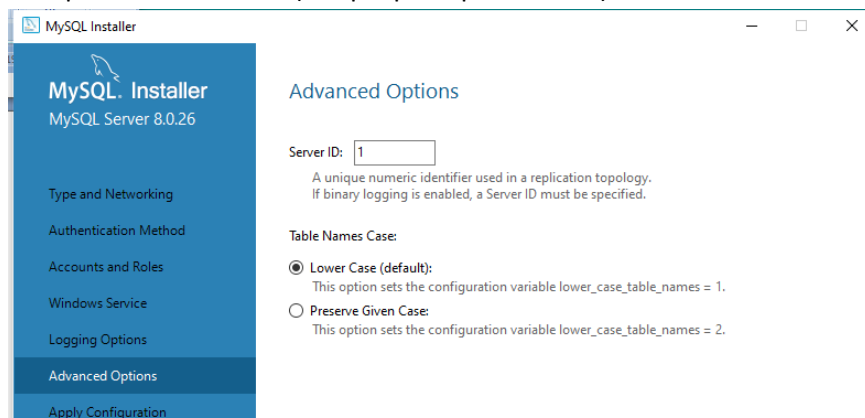 MySQL Installer
MySQL. Installer
MySQL Server 8.0.26
Type and Networking
Authentication Method
Accounts and Roles
Windows Service
Logging Options
Advanced Options
Apply Configuration
Advanced Options
Server ID: 1
A unique numeric identifier used in a replication topology.
If binary logging is enabled, a Server ID must be specified.
Table Names Case:
Lower Case (default):
This option sets the configuration variable lower_case_table_names = 1.
Preserve Given Case:
This option sets the configuration variable lower_case_table_names = 2.